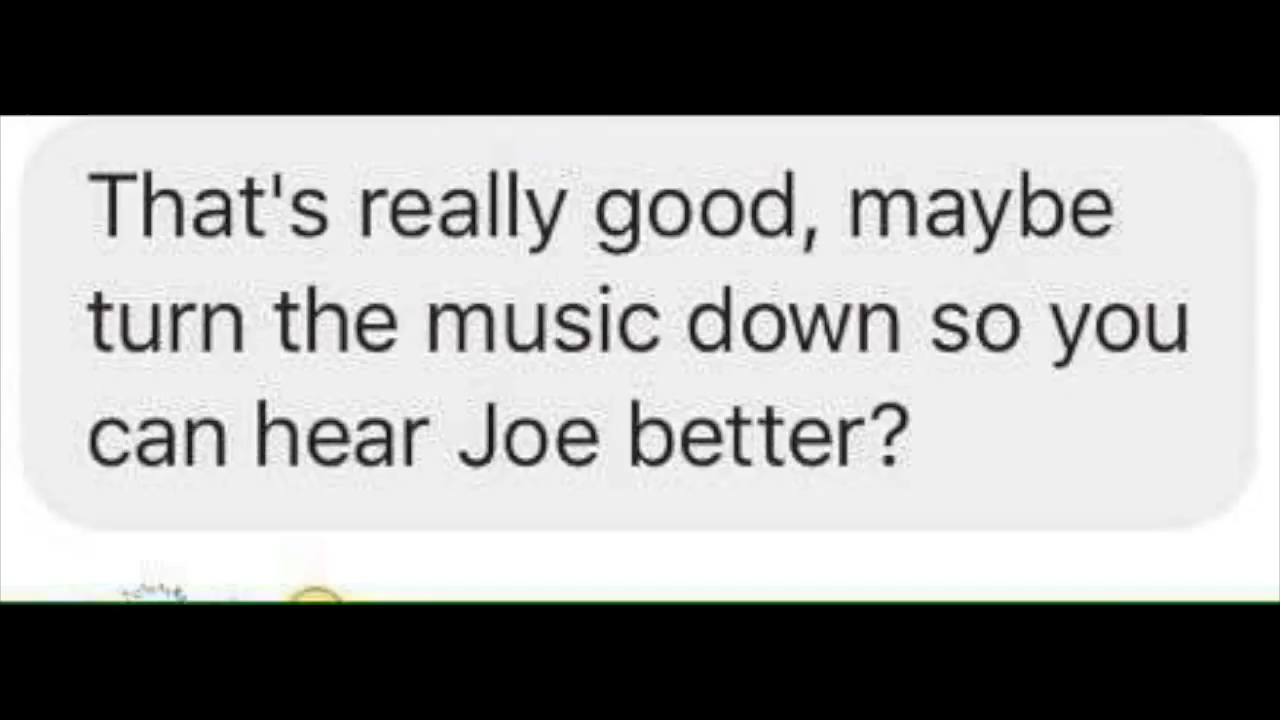 That's really good, maybe
turn the music down so you
can hear Joe better?